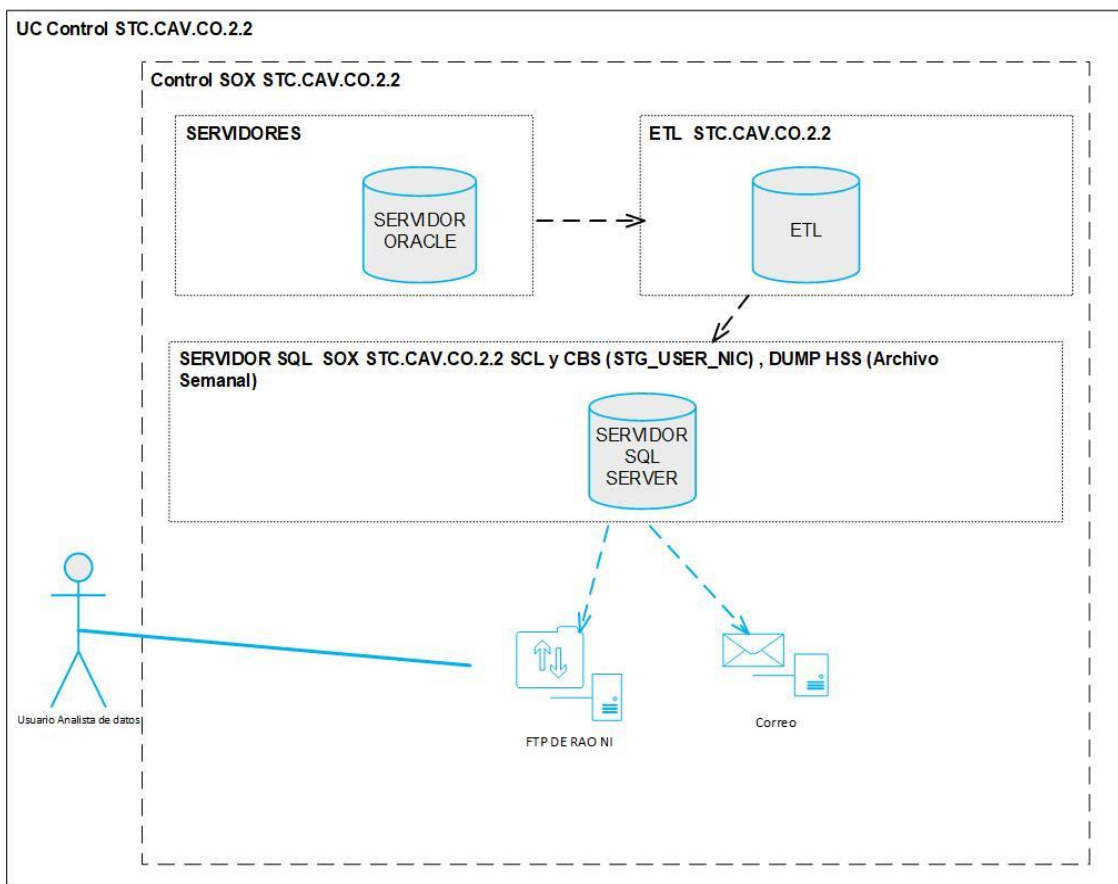 UC Control STC.CAV.CO.2.2
Control SOX STC.CAV.CO.2.2
SERVIDORES
ETL STC.CAV.CO.2.2
SERVIDOR
ORACLE
ETL
SERVIDOR SQL SOX STC.CAV.CO.2.2 SCL y CBS (STG_USER_NIC) , DUMP HSS (Archivo
Semanal)
SERVIDOR
SQL
SERVER
Usuario Analista de datos
FTP DE RAO NI
Correo